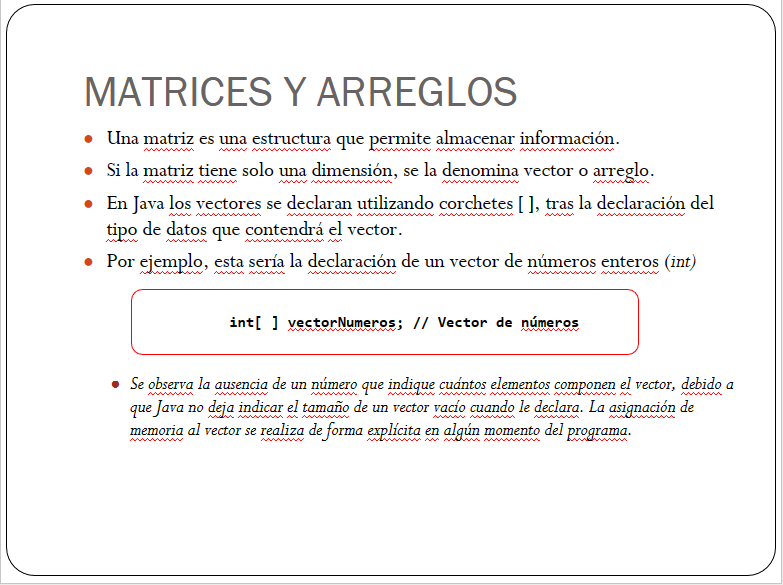 MATRICES Y ARREGLOS
Una matriz es una estructura que permite almacenar información.
Si la matriz tiene solo una dimensión, se la denomina vector o arreglo.
En Java los vectores se declaran utilizando corchetes [ ], tras la declaración del
tipo de datos que contendrá el vector.
Por ejemplo, esta sería la declaración de un vector de números enteros (int)
int[ ] vectorNumeros; // Vector de números
Se observa la ausencia de un número que indique cuántos elementos componen el vector, debido a
que Java no deja indicar el tamaño de un vector vacío cuando le declara. La asignación de
memoria al vector se realiza de forma explícita en algún momento del programa.